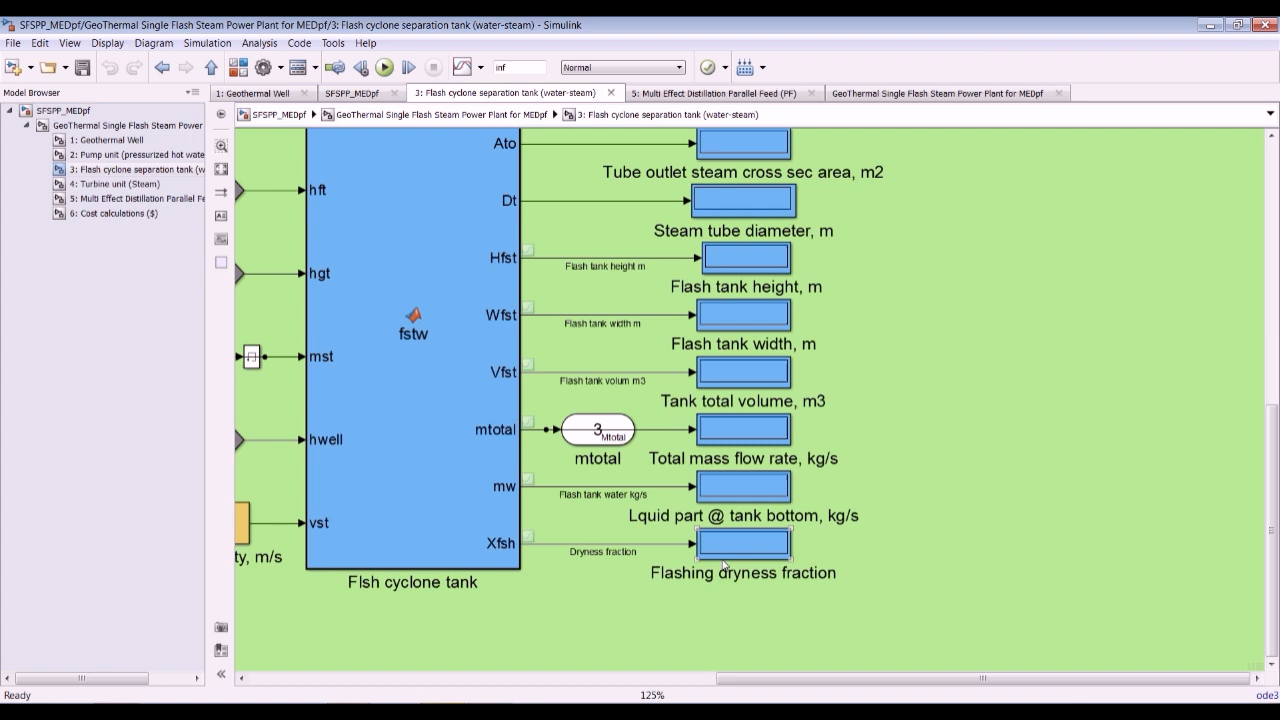 SFSPP_MEDpf/GeoThermal Single Flash Steam Power Plant for MEDpf/3: Flash cyclone separation tank (water-steam) - Simulink
File Edit View Display Diagram Simulation Analysis Code Tools Help
inf Normal
Model Browser
1: Geothermal Well SFSPP_MEDpf 3: Flash cyclone separation tank (water-steam) 5: Multi Effect Distillation Parallel Feed (PF) GeoThermal Single Flash Steam Power Plant for MEDpf
SFSPP_MEDpf GeoThermal Single Flash Steam Power Plant for MEDpf 3: Flash cyclone separation tank (water-steam)
SFSPP_MEDpf
GeoThermal Single Flash Steam Power
1: Geothermal Well
2: Pump unit (pressurized hot wate
3: Flash cyclone separation tank (w
4: Turbine unit (Steam)
5: Multi Effect Distillation Parallel Fe
6: Cost calculations ($)
Ato
Tube outlet steam cross sec area, m2
hft
Dt
Steam tube diameter, m
Hfst
Flash tank height m
Flash tank height, m
hgt
Wfst
Flash tank width m
Flash tank width, m
fstw
mst
Vfst
Flash tank volum m3
Tank total volume, m3
mtotal
3
Mtotal
mtotal
Total mass flow rate, kg/s
hwell
mw
Flash tank water kg/s
Lquid part @ tank bottom, kg/s
vst
Xfsh
Dryness fraction
Flashing dryness fraction
ty, m/s
Flsh cyclone tank
Ready 125% ode3